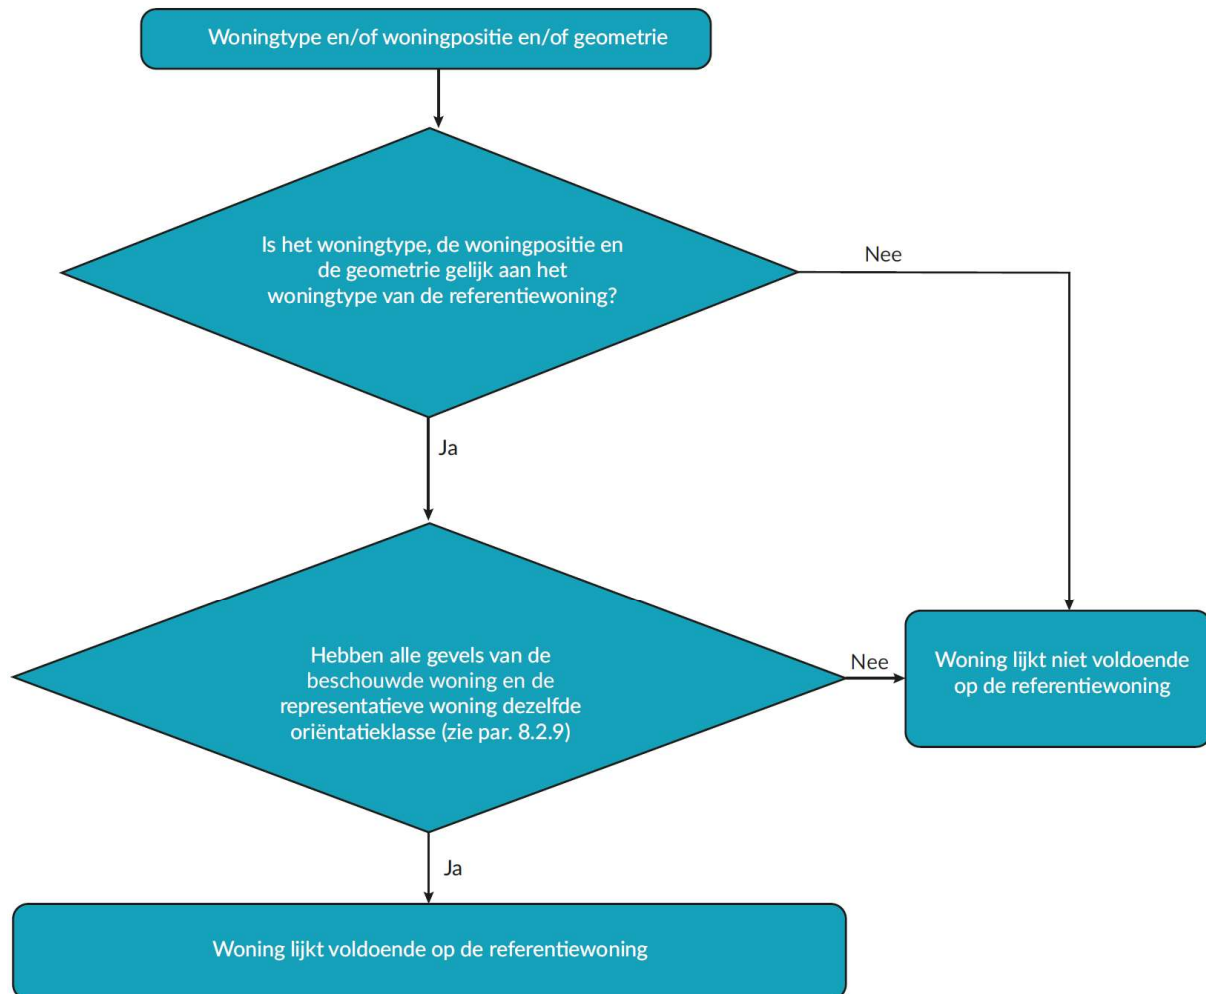 Woningtype en/of woningpositie en/of geometrie
Is het woningtype, de woningpositie en
de geometrie gelijk aan het
woningtype van de referentiewoning?
Nee
Ja
Hebben alle gevels van de
beschouwde woning en de
representatieve woning dezelfde
oriëntatieklasse (zie par. 8.2.9)
Nee
Woning lijkt niet voldoende
op de referentiewoning
Ja
Woning lijkt voldoende op de referentiewoning